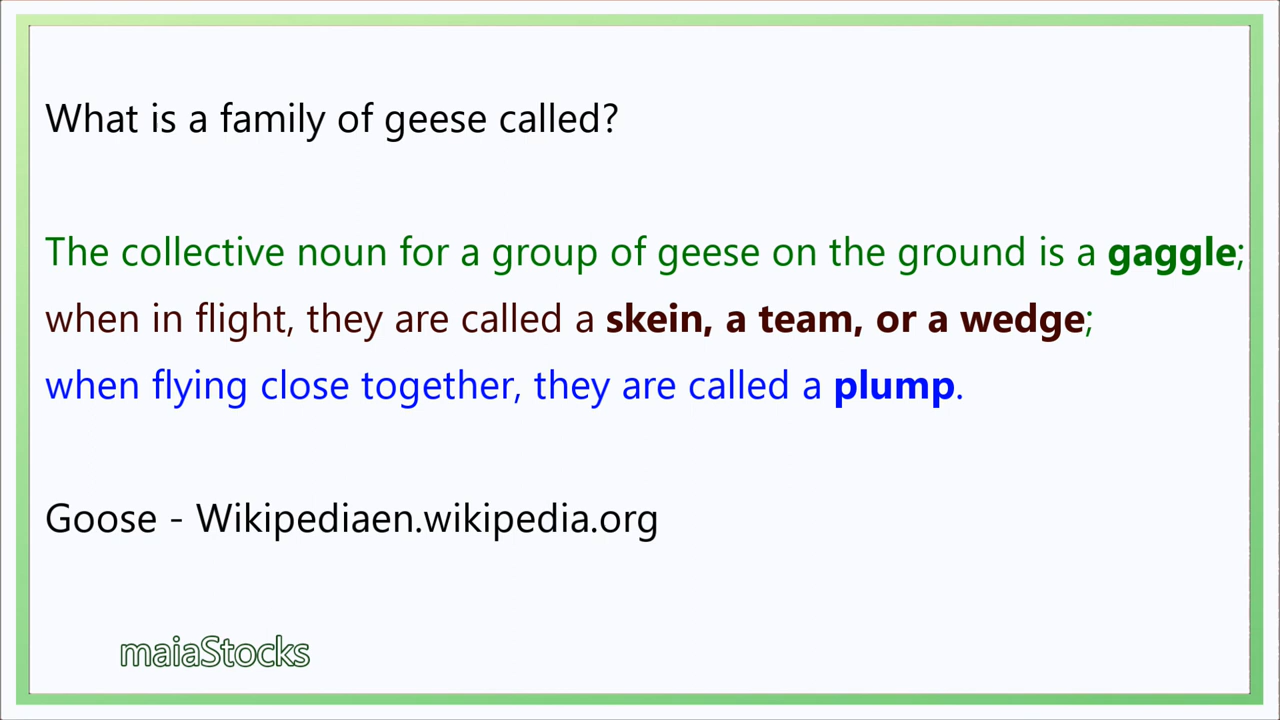 What is a family of geese called?
The collective noun for a group of geese on the ground is a gaggle;
when in flight, they are called a skein, a team, or a wedge;
when flying close together, they are called a plump.
Goose - Wikipediaen.wikipedia.org
maiaStocks